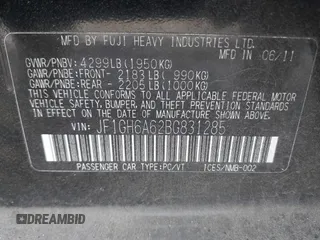 MFD. BY FUJI HEAVY INDUSTRIES LTD.
GVWR/PNBV: 4299LB(1950KG) 06/11
GAWR/PNBE:FRONT- 2183LB( 990KG)
GAWR/PNBE:REAR - 2205LB(1000KG)
THIS VEHICLE CONFORMS TO ALL APPLICABLE FEDERAL
MOTOR VEHICLE SAFETY, BUMPER, AND THEFT
PREVENTION STANDARDS IN EFFECT ON THE DATE
OF MANUFACTURE SHOWN ABOVE.
VIN: JF1GH6A62BG831285
PASSENGER CAR TYPE:PC/VT ICES/NMB-002
DREAMBID